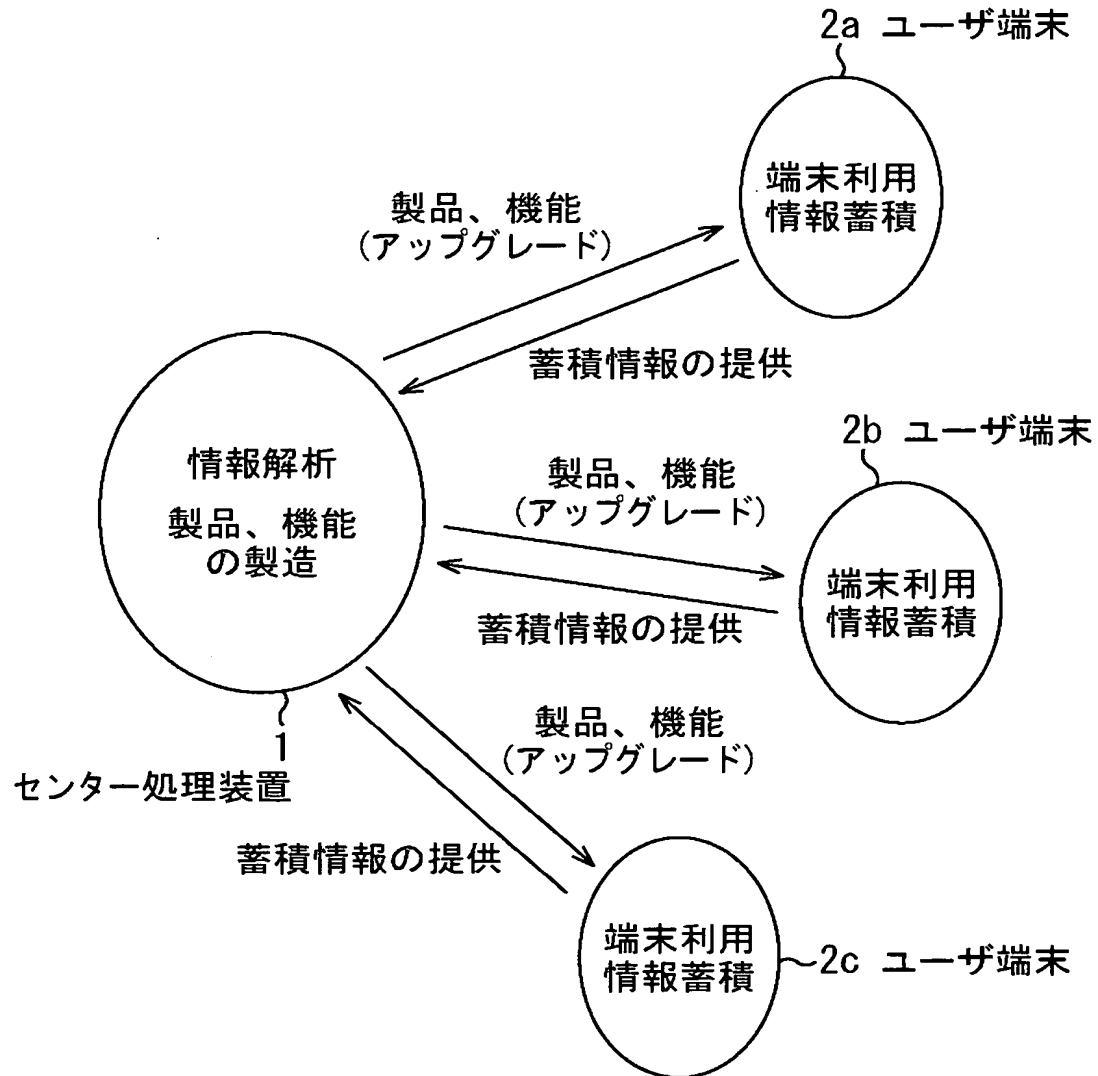 2a ユーザ端末
端末利用
情報蓄積
製品、機能
(アップグレード)
蓄積情報の提供
2b ユーザ端末
製品、機能
(アップグレード)
端末利用
情報蓄積
蓄積情報の提供
情報解析
製品、機能
の製造
1
センター処理装置
製品、機能
(アップグレード)
蓄積情報の提供
端末利用
情報蓄積
2c ユーザ端末